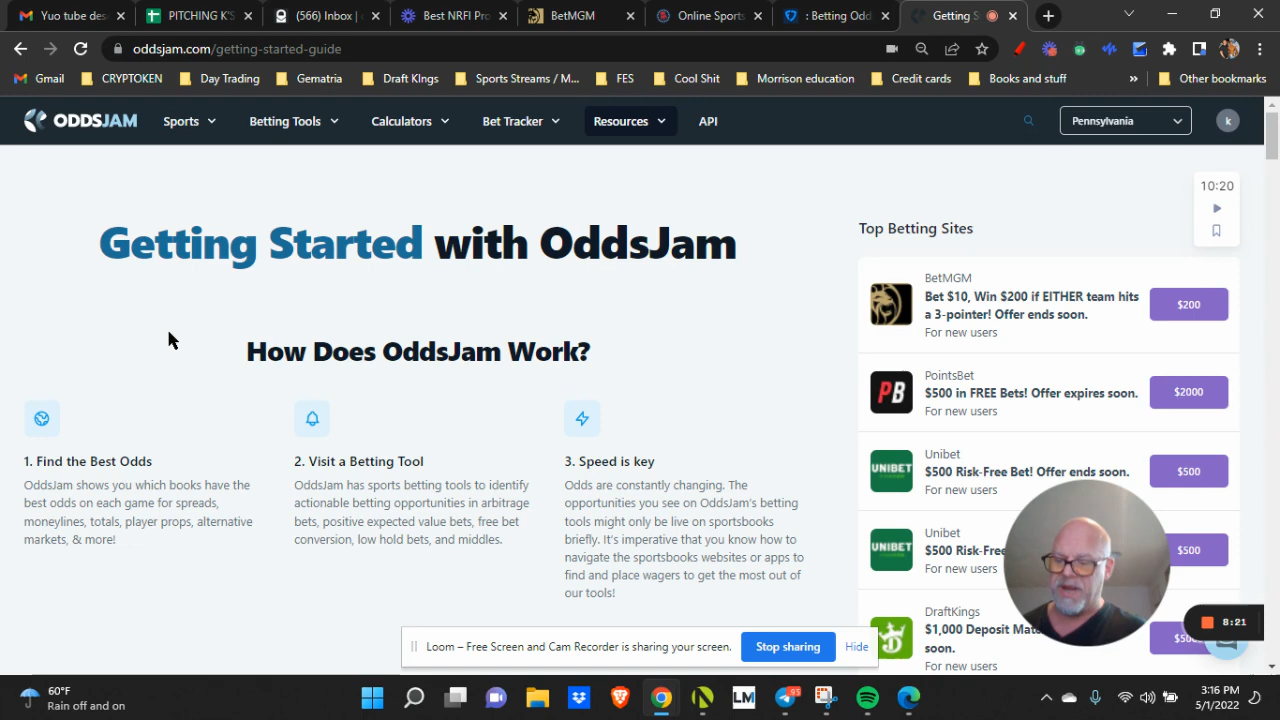 Yuo tube des
PITCHING K'S
(566) Inbox |
Best NRFI Pro
BetMGM
Online Sports
: Betting Odd
Getting S
oddsjam.com/getting-started-guide
Gmail
CRYPTOKEN
Day Trading
Gematria
Draft KIngs
Sports Streams / M...
FES
Cool Shit
Morrison education
Credit cards
Books and stuff
»
Other bookmarks
ODDSJAM
Sports
Betting Tools
Calculators
Bet Tracker
Resources
API
Pennsylvania
k
10:20
Getting Started with OddsJam
How Does OddsJam Work?
1. Find the Best Odds
OddsJam shows you which books have the
best odds on each game for spreads,
moneylines, totals, player props, alternative
markets, & more!
2. Visit a Betting Tool
OddsJam has sports betting tools to identify
actionable betting opportunities in arbitrage
bets, positive expected value bets, free bet
conversion, low hold bets, and middles.
3. Speed is key
Odds are constantly changing. The
opportunities you see on OddsJam's betting
tools might only be live on sportsbooks
briefly. It's imperative that you know how to
navigate the sportsbooks websites or apps to
find and place wagers to get the most out of
our tools!
Top Betting Sites
BetMGM
Bet $10, Win $200 if EITHER team hits
a 3-pointer! Offer ends soon.
For new users
$200
PB
PointsBet
$500 in FREE Bets! Offer expires soon.
For new users
$2000
UNIBET
Unibet
$500 Risk-Free Bet! Offer ends soon.
For new users
$500
UNIBET
Unibet
$500 Risk-Free
For new users
$500
DraftKings
$1,000 Deposit
soon.
For new users
8:21
Loom – Free Screen and Cam Recorder is sharing your screen.
Stop sharing
Hide
60°F
Rain off and on
LM
95
3:16 PM
5/1/2022